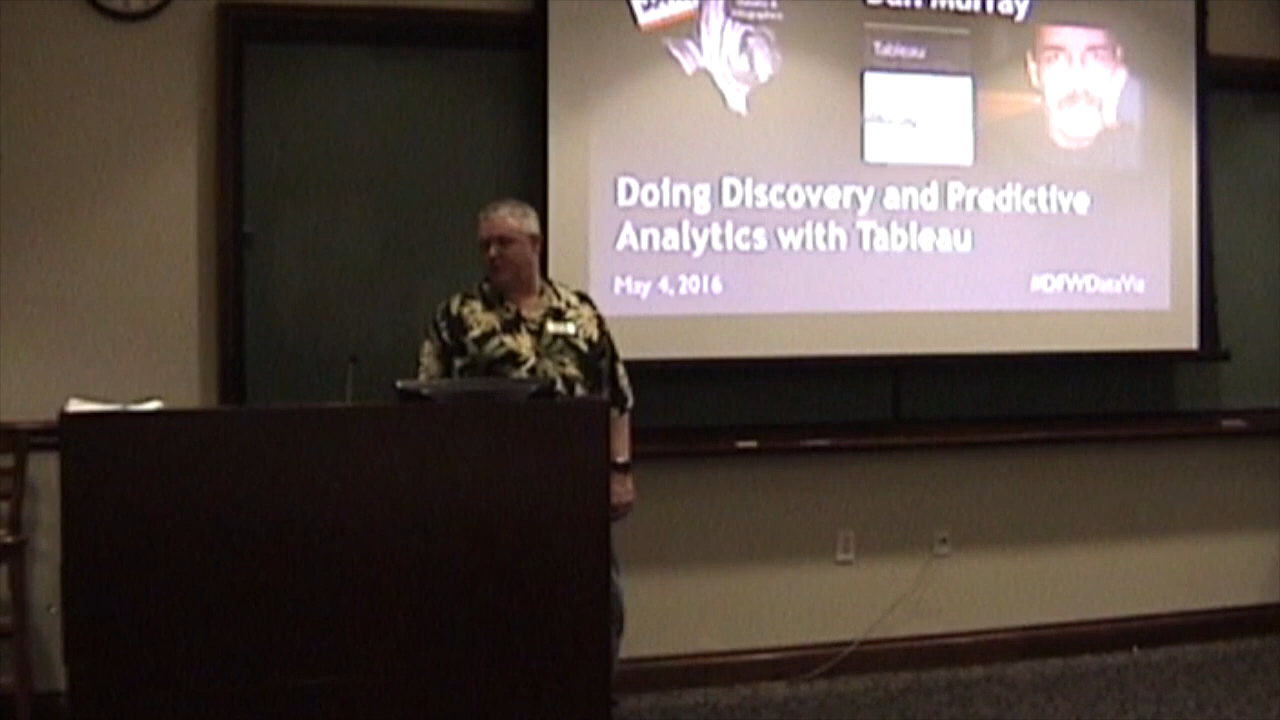 Dan Murray
Tableau
Doing Discovery and Predictive
Analytics with Tableau
May 4, 2016
#DFWDataViz